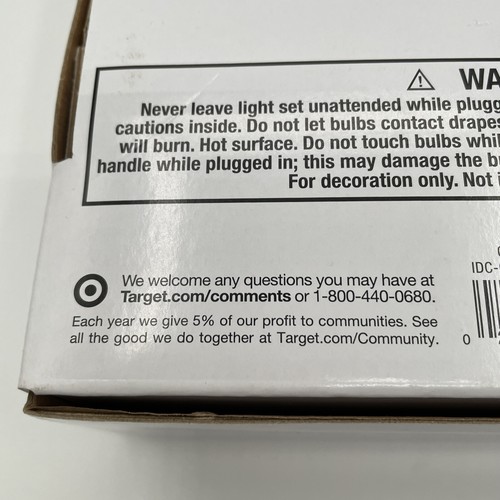 WA
Never leave light set unattended while plugg
cautions inside. Do not let bulbs contact drapes
will burn. Hot surface. Do not touch bulbs whil
handle while plugged in; this may damage the b
For decoration only. Not i
IDC-
We welcome any questions you may have at
Target.com/comments or 1-800-440-0680.
Each year we give 5% of our profit to communities. See
all the good we do together at Target.com/Community.
0